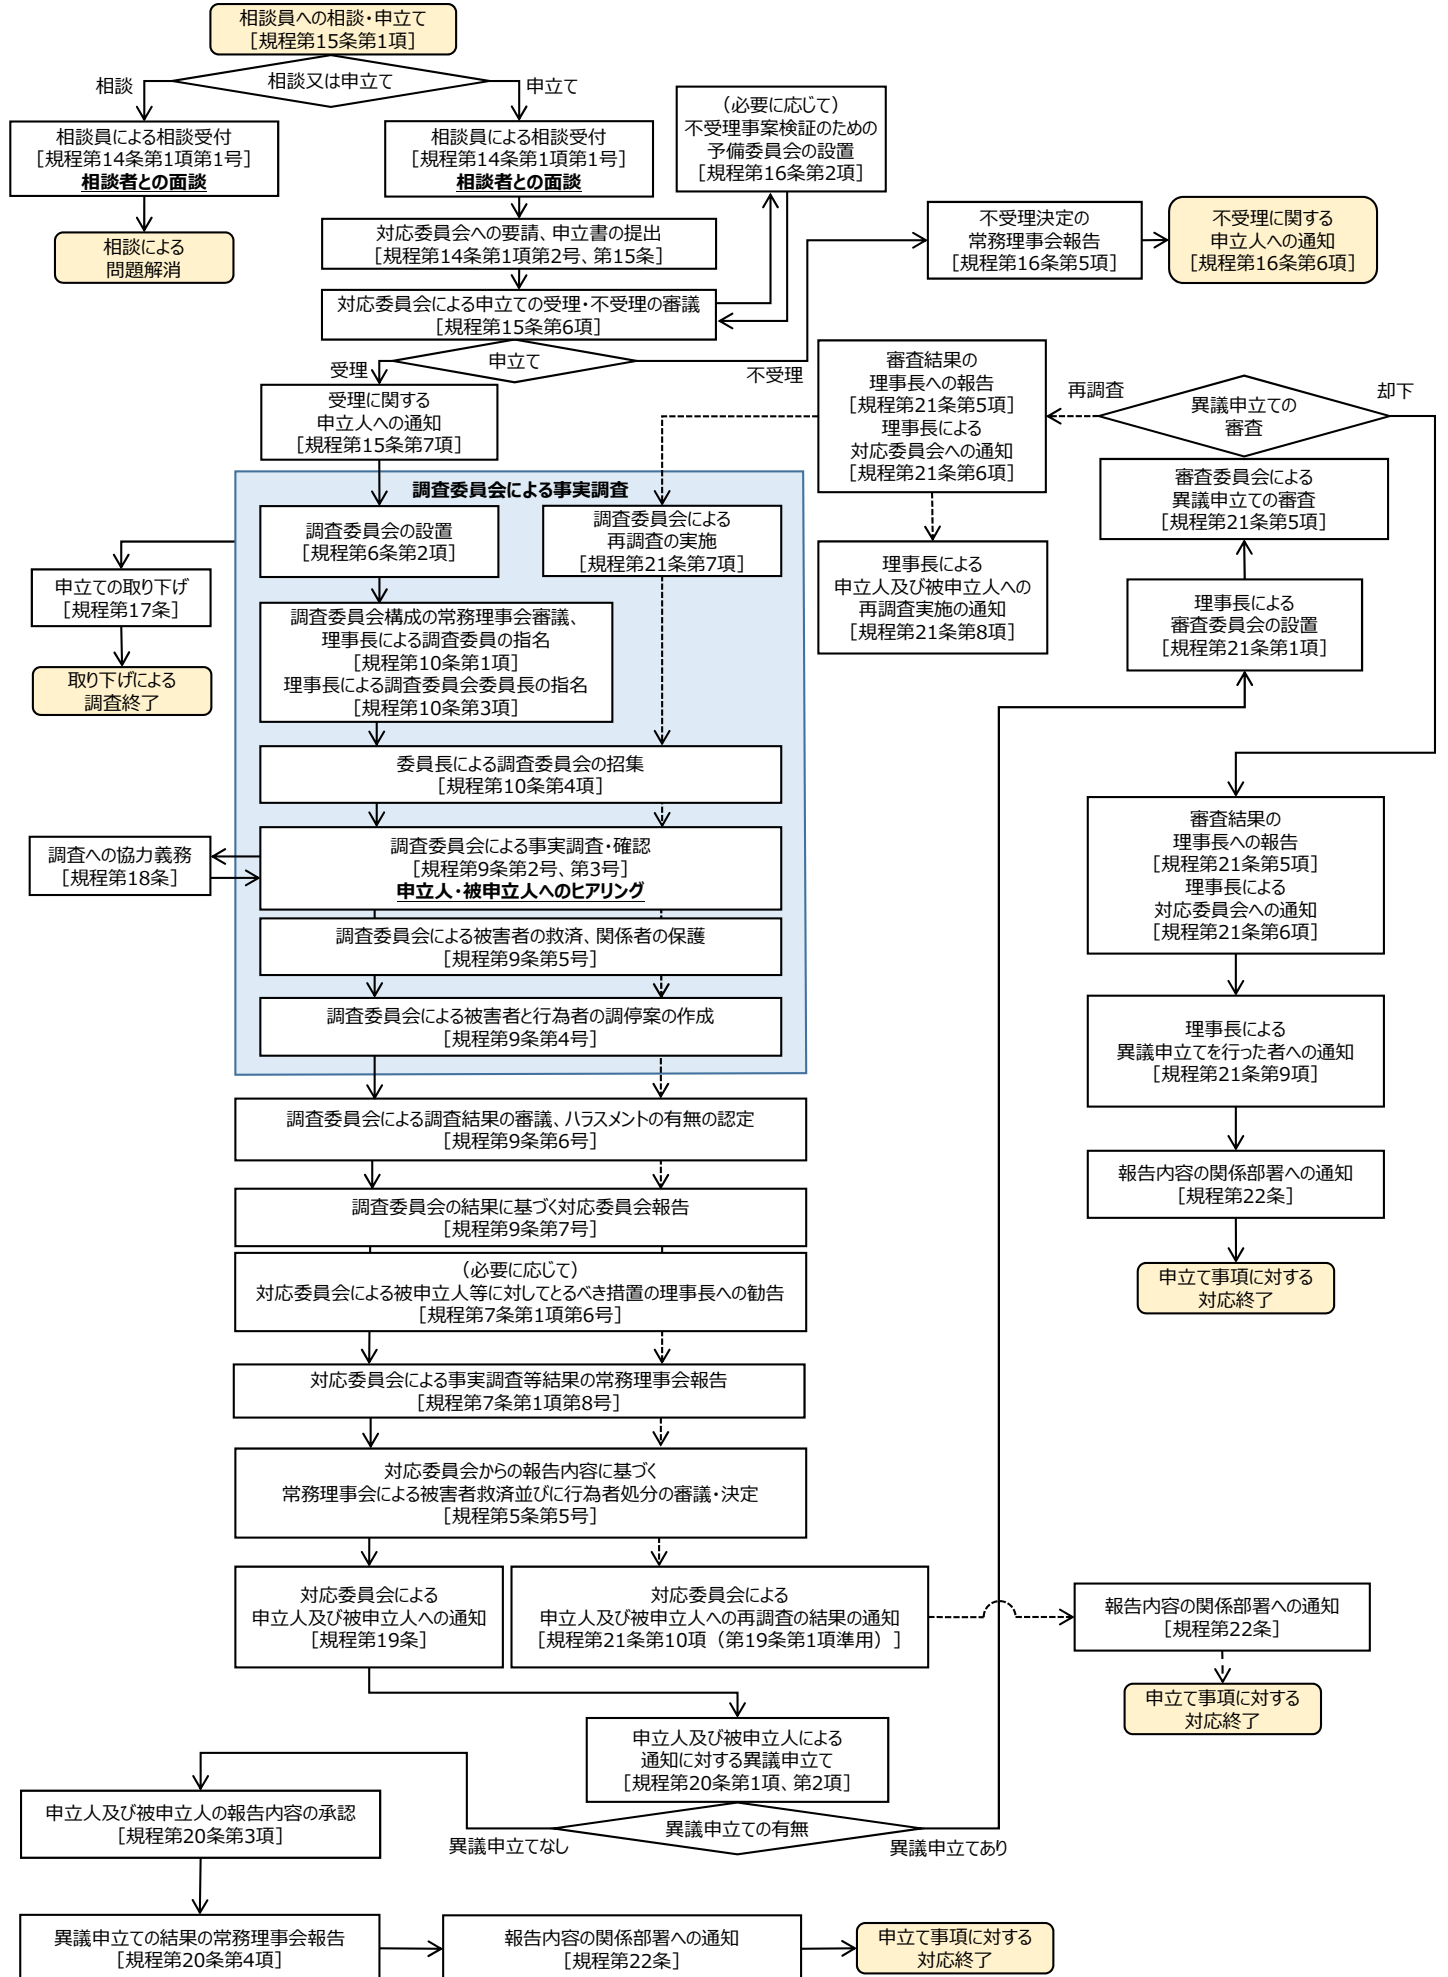 相談員への相談・申立て
[規程第15条第1項]
相談又は申立て
相談
申立て
相談員による相談受付
[規程第14条第1項第1号]
相談者との面談
相談による
問題解消
相談員による相談受付
[規程第14条第1項第1号]
相談者との面談
(必要に応じて)
不受理事案検証のための
予備委員会の設置
[規程第16条第2項]
対応委員会への要請、申立書の提出
[規程第14条第1項第2号、第15条]
対応委員会による申立ての受理・不受理の審議
[規程第15条第6項]
不受理決定の
常務理事会報告
[規程第16条第5項]
不受理に関する
申立人への通知
[規程第16条第6項]
申立て
受理
不受理
受理に関する
申立人への通知
[規程第15条第7項]
審査結果の
理事長への報告
[規程第21条第5項]
理事長による
対応委員会への通知
[規程第21条第6項]
再調査
異議申立ての
審査
却下
審査委員会による
異議申立ての審査
[規程第21条第5項]
理事長による
申立人及び被申立人への
再調査実施の通知
[規程第21条第8項]
理事長による
審査委員会の設置
[規程第21条第1項]
調査委員会による事実調査
調査委員会の設置
[規程第6条第2項]
調査委員会による
再調査の実施
[規程第21条第7項]
申立ての取り下げ
[規程第17条]
取り下げによる
調査終了
調査委員会構成の常務理事会審議、
理事長による調査委員の指名
[規程第10条第1項]
理事長による調査委員会委員長の指名
[規程第10条第3項]
委員長による調査委員会の招集
[規程第10条第4項]
調査への協力義務
[規程第18条]
調査委員会による事実調査・確認
[規程第9条第2号、第3号]
申立人・被申立人へのヒアリング
調査委員会による被害者の救済、関係者の保護
[規程第9条第5号]
調査委員会による被害者と行為者の調停案の作成
[規程第9条第4号]
審査結果の
理事長への報告
[規程第21条第5項]
理事長による
対応委員会への通知
[規程第21条第6項]
理事長による
異議申立てを行った者への通知
[規程第21条第9項]
報告内容の関係部署への通知
[規程第22条]
申立て事項に対する
対応終了
調査委員会による調査結果の審議、ハラスメントの有無の認定
[規程第9条第6号]
調査委員会の結果に基づく対応委員会報告
[規程第9条第7号]
(必要に応じて)
対応委員会による被申立人等に対してとるべき措置の理事長への勧告
[規程第7条第1項第6号]
対応委員会による事実調査等結果の常務理事会報告
[規程第7条第1項第8号]
対応委員会からの報告内容に基づく
常務理事会による被害者救済並びに行為者処分の審議・決定
[規程第5条第5号]
対応委員会による
申立人及び被申立人への通知
[規程第19条]
対応委員会による
申立人及び被申立人への再調査の結果の通知
[規程第21条第10項（第19条第1項準用）]
報告内容の関係部署への通知
[規程第22条]
申立て事項に対する
対応終了
申立人及び被申立人による
通知に対する異議申立て
[規程第20条第1項、第2項]
異議申立ての有無
異議申立てなし
異議申立てあり
申立人及び被申立人の報告内容の承認
[規程第20条第3項]
異議申立ての結果の常務理事会報告
[規程第20条第4項]
報告内容の関係部署への通知
[規程第22条]
申立て事項に対する
対応終了